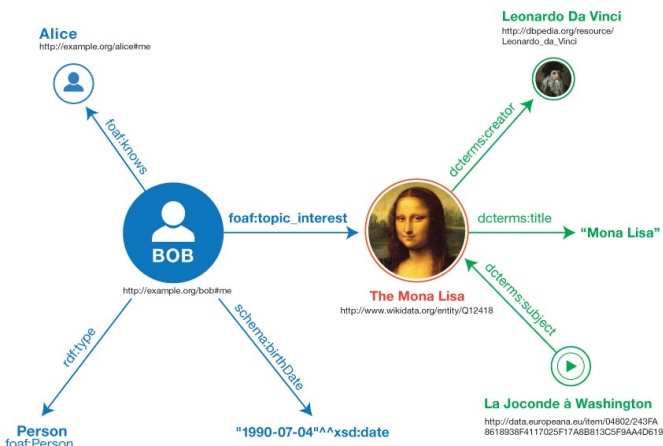 Leonardo Da Vinci
http://dbpedia.org/resource/
Leonardo_da_Vinci
Alice
http://example.org/alice#me
foaf:knows
dcterms:creator
BOB
http://example.org/bob#me
foaf:topic_interest
The Mona Lisa
http://www.wikidata.org/entity/Q12418
dcterms:title
“Mona Lisa”
dcterms:subject
rdf:type
schema:birthDate
La Joconde à Washington
http://data.europeana.eu/item/04802/243FA
8618938F4117025F17A8B813C5F9AA4D619
Person
foaf:Person
"1990-07-04"^^xsd:date